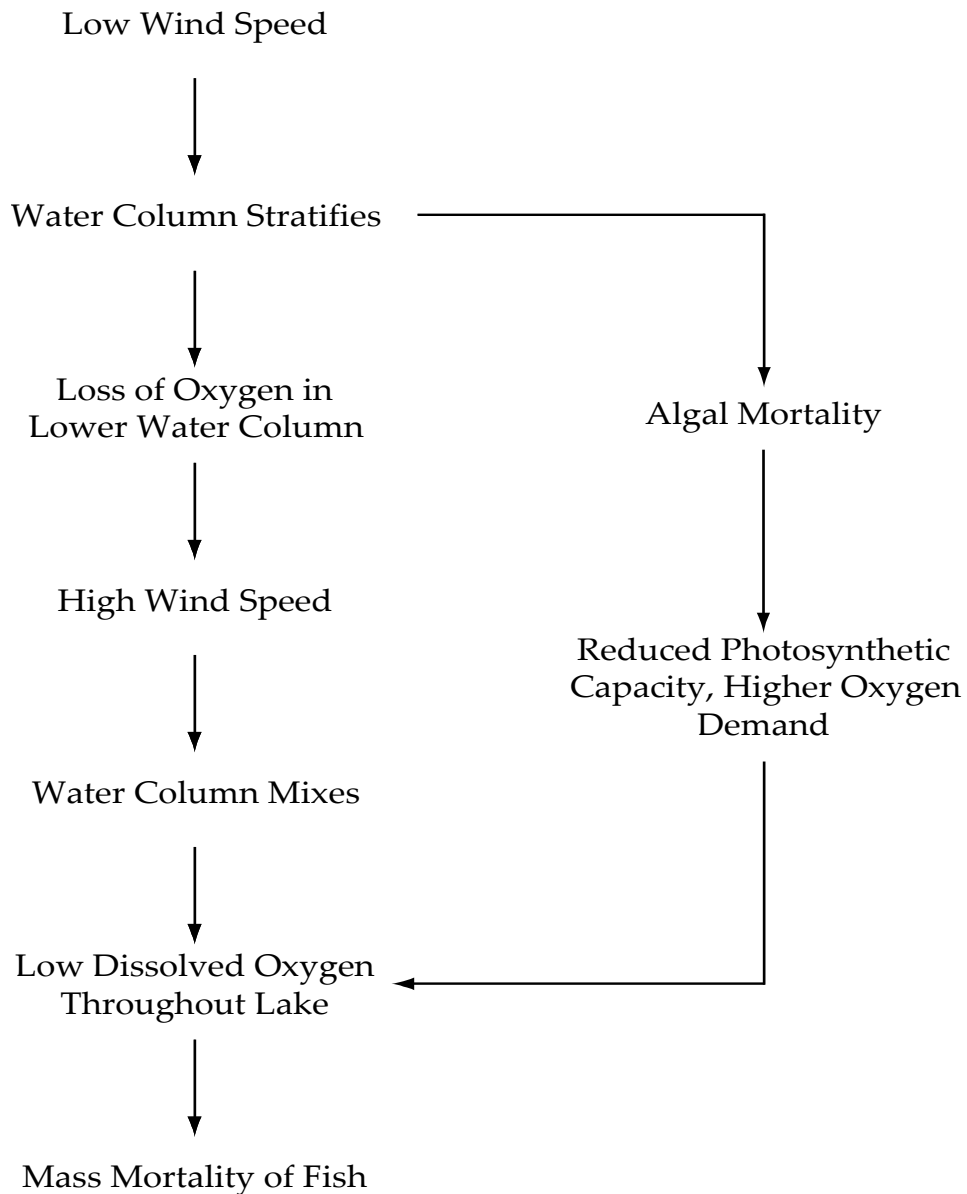 Low Wind Speed
Water Column Stratifies
Loss of Oxygen in
Lower Water Column
Algal Mortality
High Wind Speed
Reduced Photosynthetic
Capacity, Higher Oxygen
Demand
Water Column Mixes
Low Dissolved Oxygen
Throughout Lake
Mass Mortality of Fish